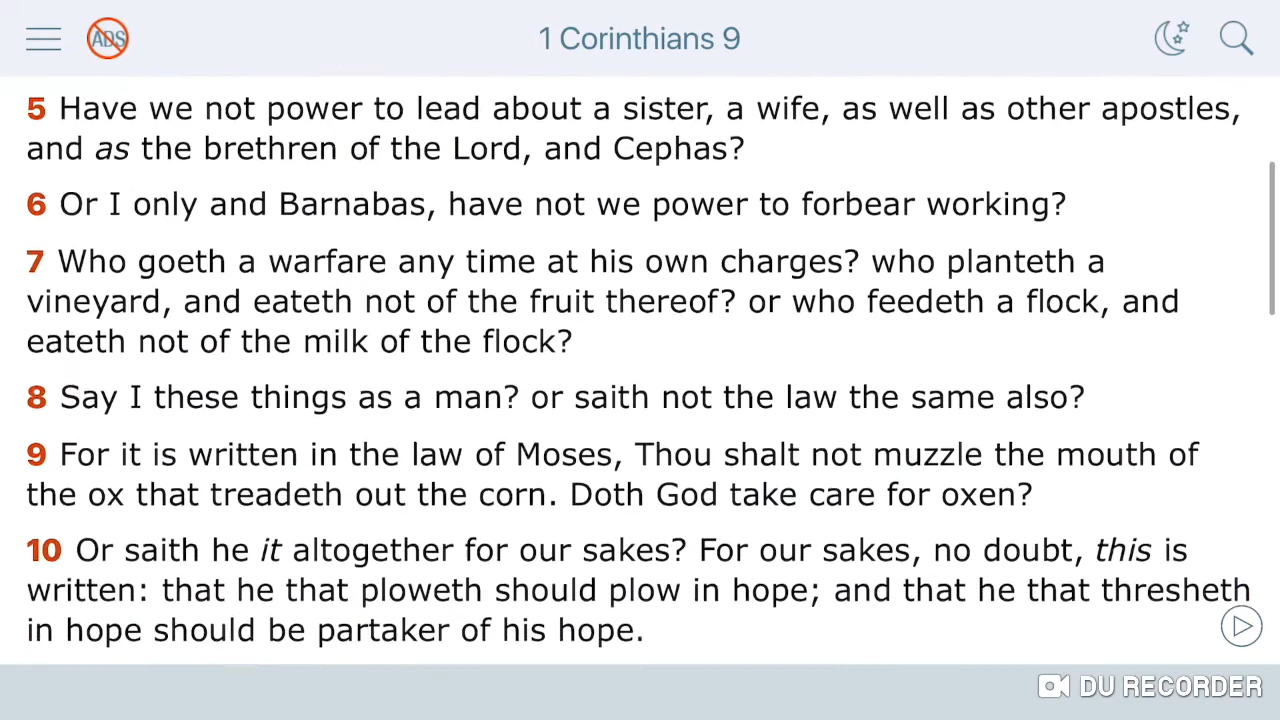 ADS
1 Corinthians 9
5 Have we not power to lead about a sister, a wife, as well as other apostles,
and as the brethren of the Lord, and Cephas?
6 Or I only and Barnabas, have not we power to forbear working?
7 Who goeth a warfare any time at his own charges? who planteth a
vineyard, and eateth not of the fruit thereof? or who feedeth a flock, and
eateth not of the milk of the flock?
8 Say I these things as a man? or saith not the law the same also?
9 For it is written in the law of Moses, Thou shalt not muzzle the mouth of
the ox that treadeth out the corn. Doth God take care for oxen?
10 Or saith he it altogether for our sakes? For our sakes, no doubt, this is
written: that he that ploweth should plow in hope; and that he that thresheth
in hope should be partaker of his hope.
DU RECORDER